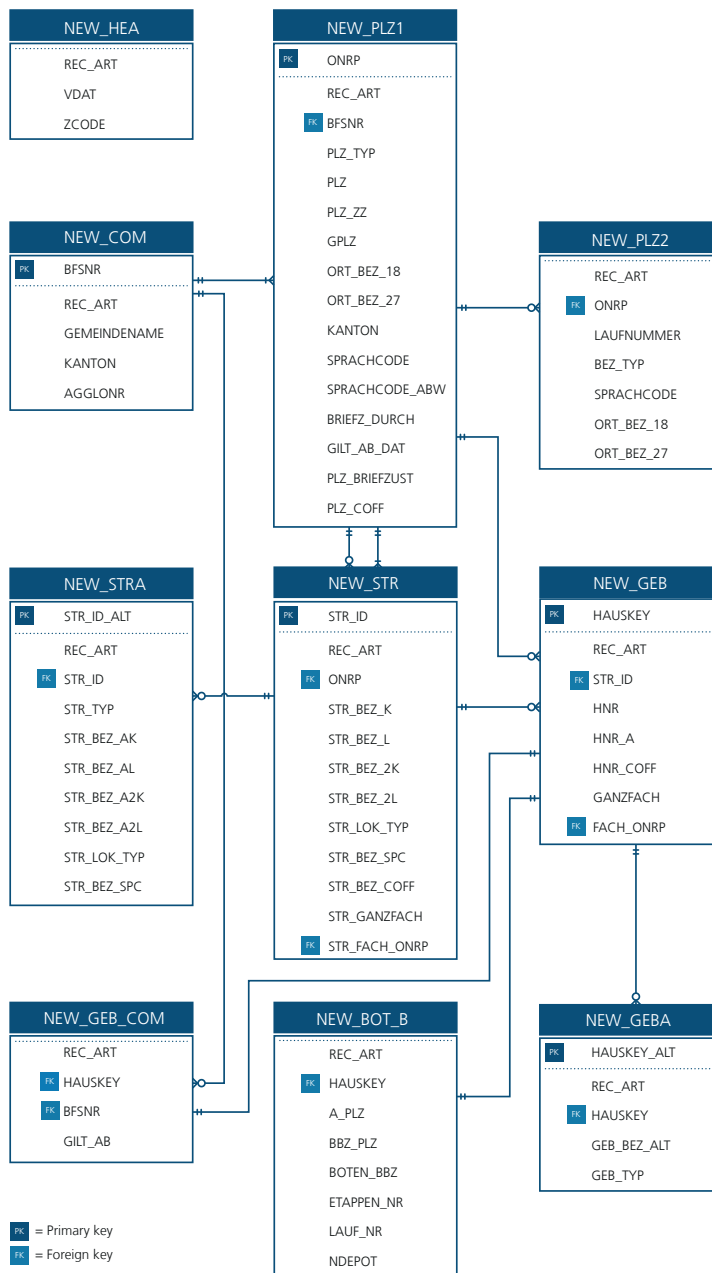 NEW_HEA
REC_ART
VDAT
ZCODE
NEW_PLZ1
PK ONRP
REC_ART
FK BFSNR
PLZ_TYP
PLZ
PLZ_ZZ
GPLZ
ORT_BEZ_18
ORT_BEZ_27
KANTON
SPRACHCODE
SPRACHCODE_ABW
BRIEFZ_DURCH
GILT_AB_DAT
PLZ_BRIEFZUST
PLZ_COFF
NEW_COM
PK BFSNR
REC_ART
GEMEINDENAME
KANTON
AGGLONR
NEW_PLZ2
REC_ART
FK ONRP
LAUFNUMMER
BEZ_TYP
SPRACHCODE
ORT_BEZ_18
ORT_BEZ_27
NEW_STRA
PK STR_ID_ALT
REC_ART
FK STR_ID
STR_TYP
STR_BEZ_AK
STR_BEZ_AL
STR_BEZ_A2K
STR_BEZ_A2L
STR_LOK_TYP
STR_BEZ_SPC
NEW_STR
PK STR_ID
REC_ART
FK ONRP
STR_BEZ_K
STR_BEZ_L
STR_BEZ_2K
STR_BEZ_2L
STR_LOK_TYP
STR_BEZ_SPC
STR_BEZ_COFF
STR_GANZFACH
FK STR_FACH_ONRP
NEW_GEB
PK HAUSKEY
REC_ART
FK STR_ID
HNR
HNR_A
HNR_COFF
GANZFACH
FK FACH_ONRP
NEW_GEB_COM
REC_ART
FK HAUSKEY
FK BFSNR
GILT_AB
NEW_BOT_B
REC_ART
FK HAUSKEY
A_PLZ
BBZ_PLZ
BOTEN_BBZ
ETAPPEN_NR
LAUF_NR
NDEPOT
NEW_GEBA
PK HAUSKEY_ALT
REC_ART
FK HAUSKEY
GEB_BEZ_ALT
GEB_TYP
PK = Primary key
FK = Foreign key